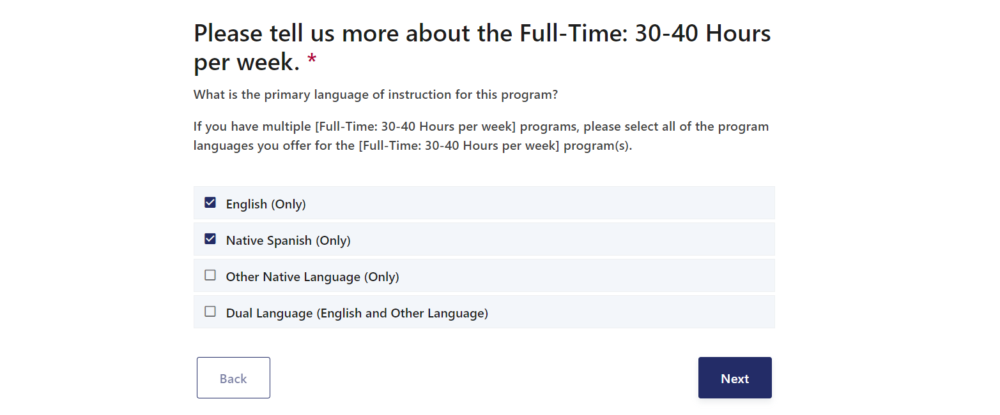 Please tell us more about the Full-Time: 30-40 Hours
per week. *
What is the primary language of instruction for this program?
If you have multiple [Full-Time: 30-40 Hours per week] programs, please select all of the program
languages you offer for the [Full-Time: 30-40 Hours per week] program(s).
English (Only)
Native Spanish (Only)
Other Native Language (Only)
Dual Language (English and Other Language)
Back
Next